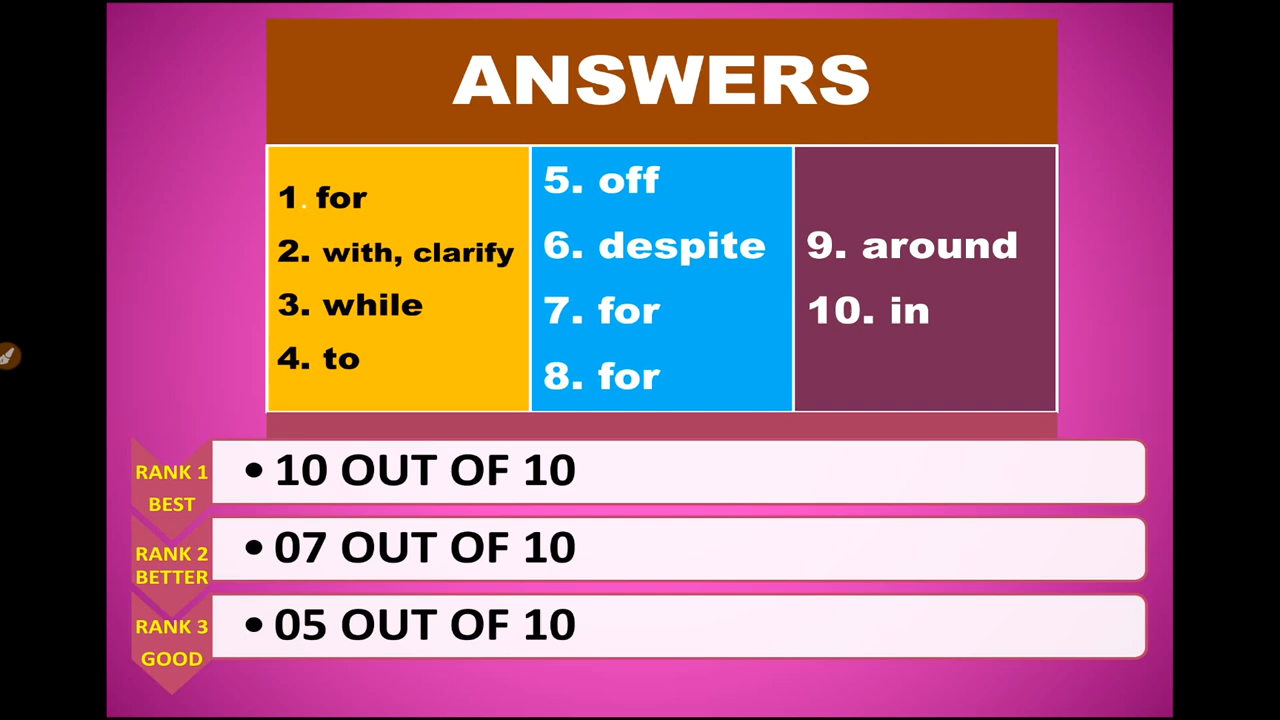 ANSWERS
1. for
2. with, clarify
3. while
4. to
5. off
6. despite
7. for
8. for
9. around
10. in
RANK 1
BEST
• 10 OUT OF 10
RANK 2
BETTER
• 07 OUT OF 10
RANK 3
GOOD
• 05 OUT OF 10